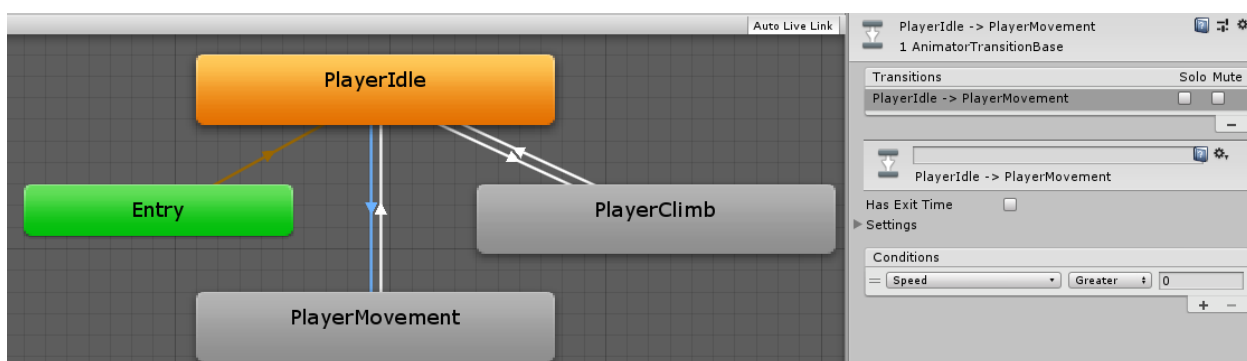 Auto Live Link
PlayerIdle
Entry
PlayerClimb
PlayerMovement
PlayerIdle -> PlayerMovement
1 AnimatorTransitionBase
Transitions Solo Mute
PlayerIdle -> PlayerMovement
PlayerIdle -> PlayerMovement
Has Exit Time
Settings
Conditions
Speed Greater 0